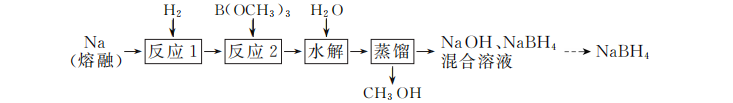 H₂ B(OCH₃)₃ H₂O
Na
(熔融)
反应1
反应2
水解
蒸馏
NaOH、NaBH₄
混合溶液
NaBH₄
CH₃OH